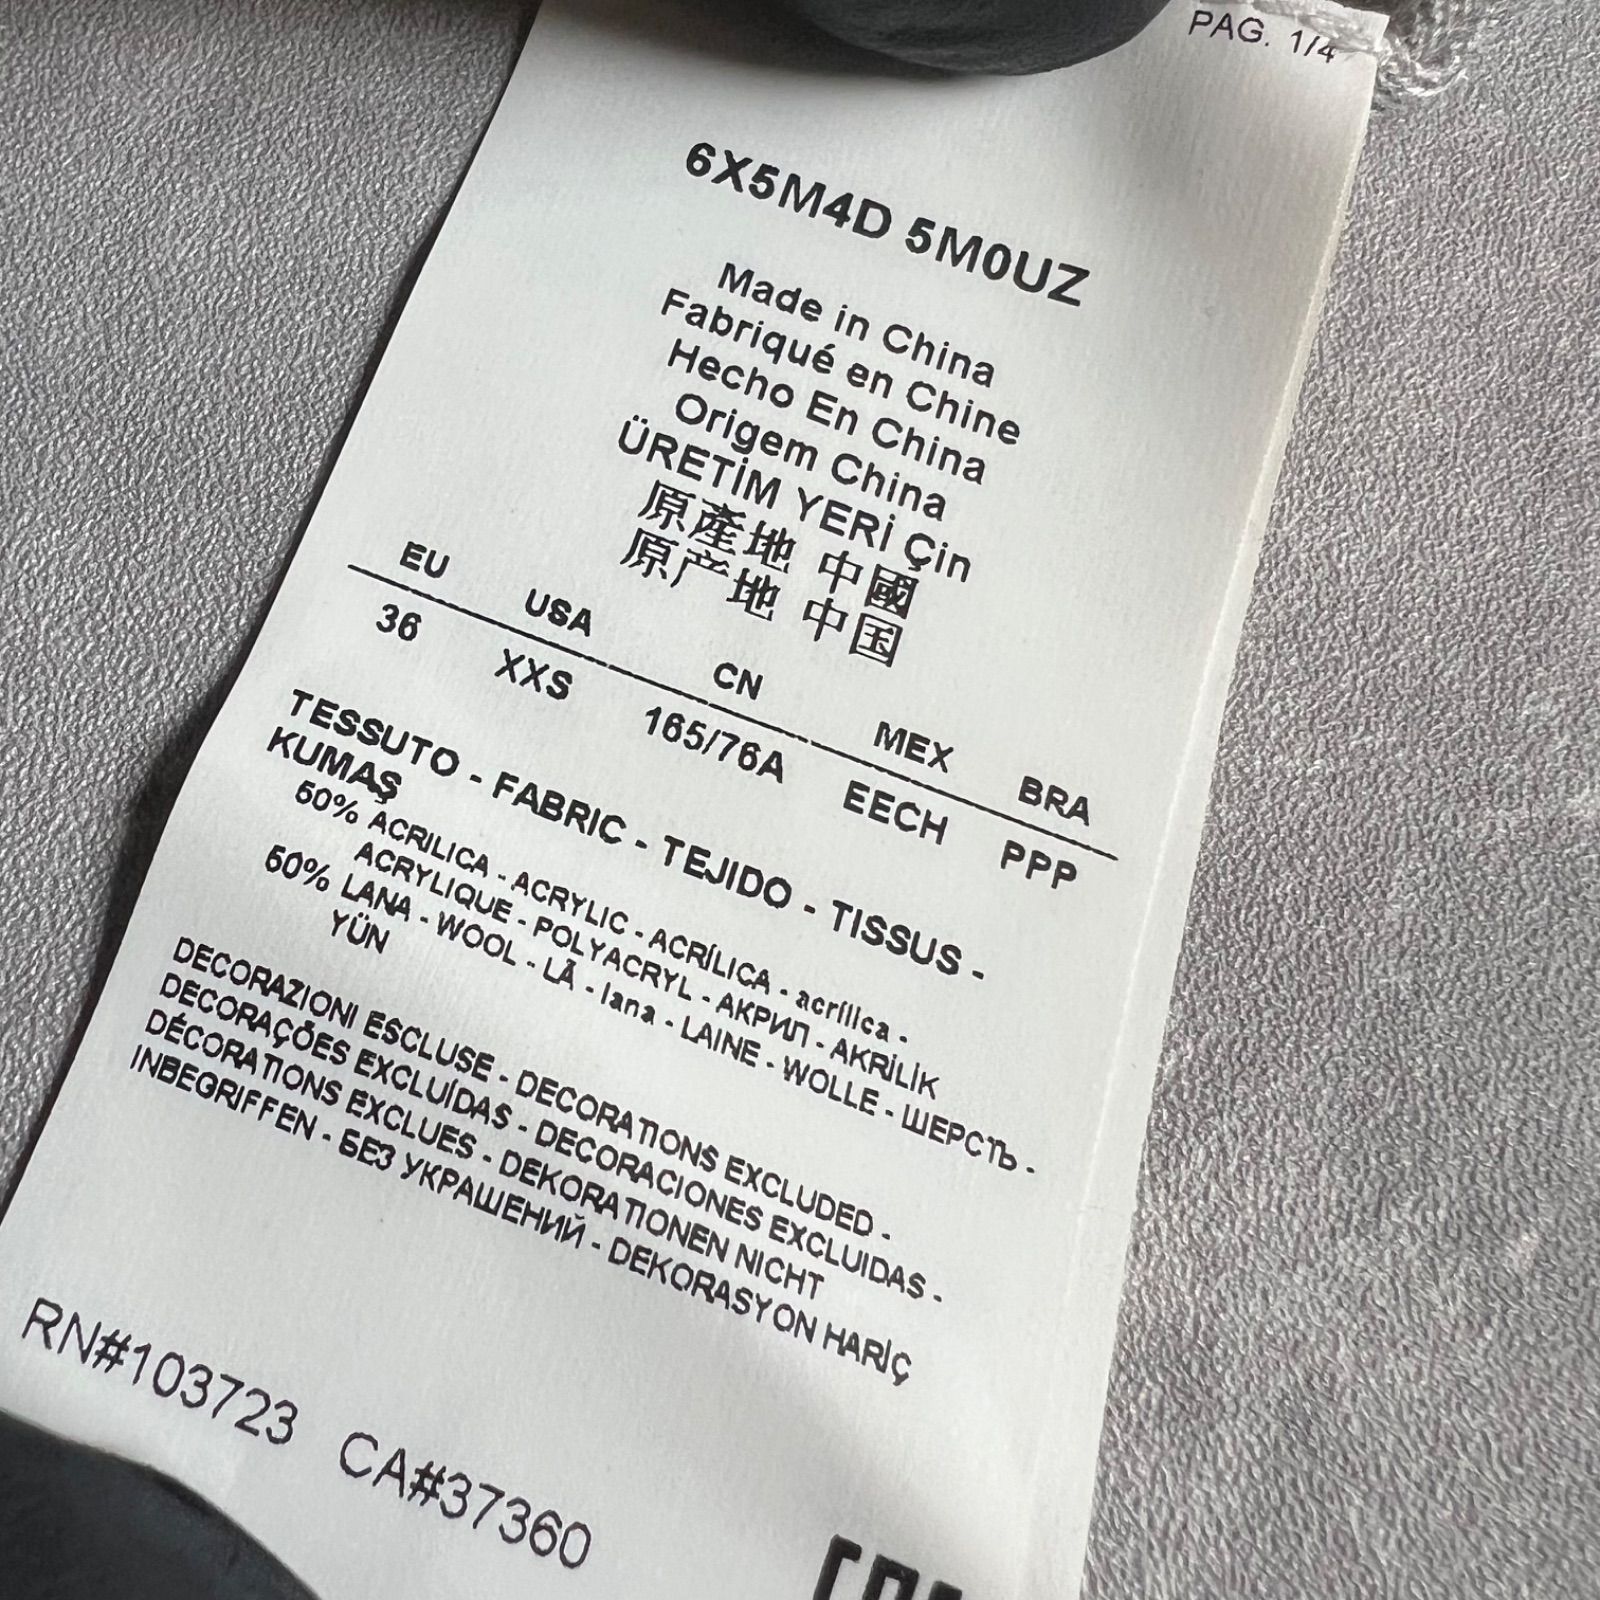 PAG. 1/4
6X5M4D 5M0UZ
Made in China
Fabriqué en Chine
Hecho En China
Origem China
ÜRETİM YERİ Çin
原產地 中國
原产地 中国
EU USA CN MEX BRA
36 XXS 165/76A EECH PPP
TESSUTO - FABRIC - TEJIDO - TISSUS -
KUMAŞ
50% ACRILICA - ACRYLIC - ACRÍLICA - acrílica -
ACRYLIQUE - POLYACRYL - АКРИЛ - AKRİLİK
50% LANA - WOOL - LÃ - lana - LAINE - WOLLE - ШЕРСТЬ -
YÜN
DECORAZIONI ESCLUSE - DECORATIONS EXCLUDED -
DECORAÇÕES EXCLUÍDAS - DECORACIONES EXCLUIDAS -
DÉCORATIONS EXCLUES - DEKORATIONEN NICHT
INBEGRIFFEN - БЕЗ УКРАШЕНИЙ - DEKORASYON HARİÇ
RN#103723 CA#37360